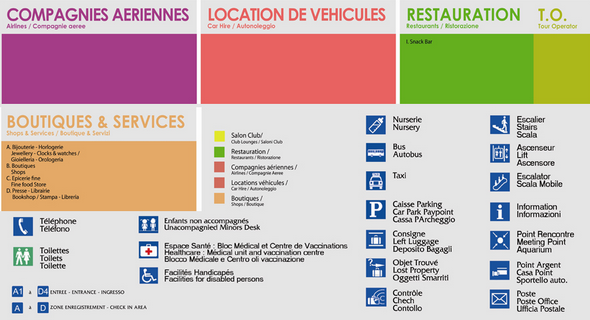 COMPAGNIES AERIENNES
Airlines / Compagnie aeree
LOCATION DE VEHICULES
Car Hire / Autonoleggio
RESTAURATION
Restaurants / Ristorazione
T.O.
Tour Operator
I. Snack Bar
BOUTIQUES & SERVICES
Shops & Services / Boutique & Servizi
A. Bijouterie - Horlogerie
Jewellery - Clocks & watches /
Gioielleria - Orologeria
B. Boutiques
Shops
C. Epicerie fine
Fine food Store
D. Presse - Librairie
Bookshop / Stampa - Libreria
Salon Club/
Club Lounges / Saloni Club
Restauration /
Restaurants / Ristorazione
Compagnies aériennes /
Airlines / Compagnie Aeree
Locations véhicules /
Car Hire / Autonoleggio
Boutiques /
Shops / Boutique
Nurserie
Nursery
Bus
Autobus
Taxi
P
Caisse Parking
Car Park Paypoint
Cassa P'Archeggio
Consigne
Left Luggage
Deposito Bagagli
Objet Trouvé
Lost Property
Oggetti Smarriti
Contrôle
Chech
Contollo
Escalier
Stairs
Scala
Ascenseur
Lift
Ascensore
Escalator
Scala Mobile
i
Information
Informazioni
Point Rencontre
Meeting Point
Aquarium
Point Argent
Casa Point
Sportello auto.
Poste
Poste Office
Ufficia Postale
Téléphone
Téléfono
Toilettes
Toilets
Toilette
Enfants non accompagnés
Unaccompagnied Minors Desk
Espace Santé : Bloc Médical et Centre de Vaccinations
Healthcare : Medical unit and vaccination centre
Blocco Médicale e Centro oli vaccinazione
Facilités Handicapés
Facilities for disabled persons
A1 à D4 ENTREE - ENTRANCE - INGRESSO
A à D ZONE ENREGISTREMENT - CHECK IN AREA